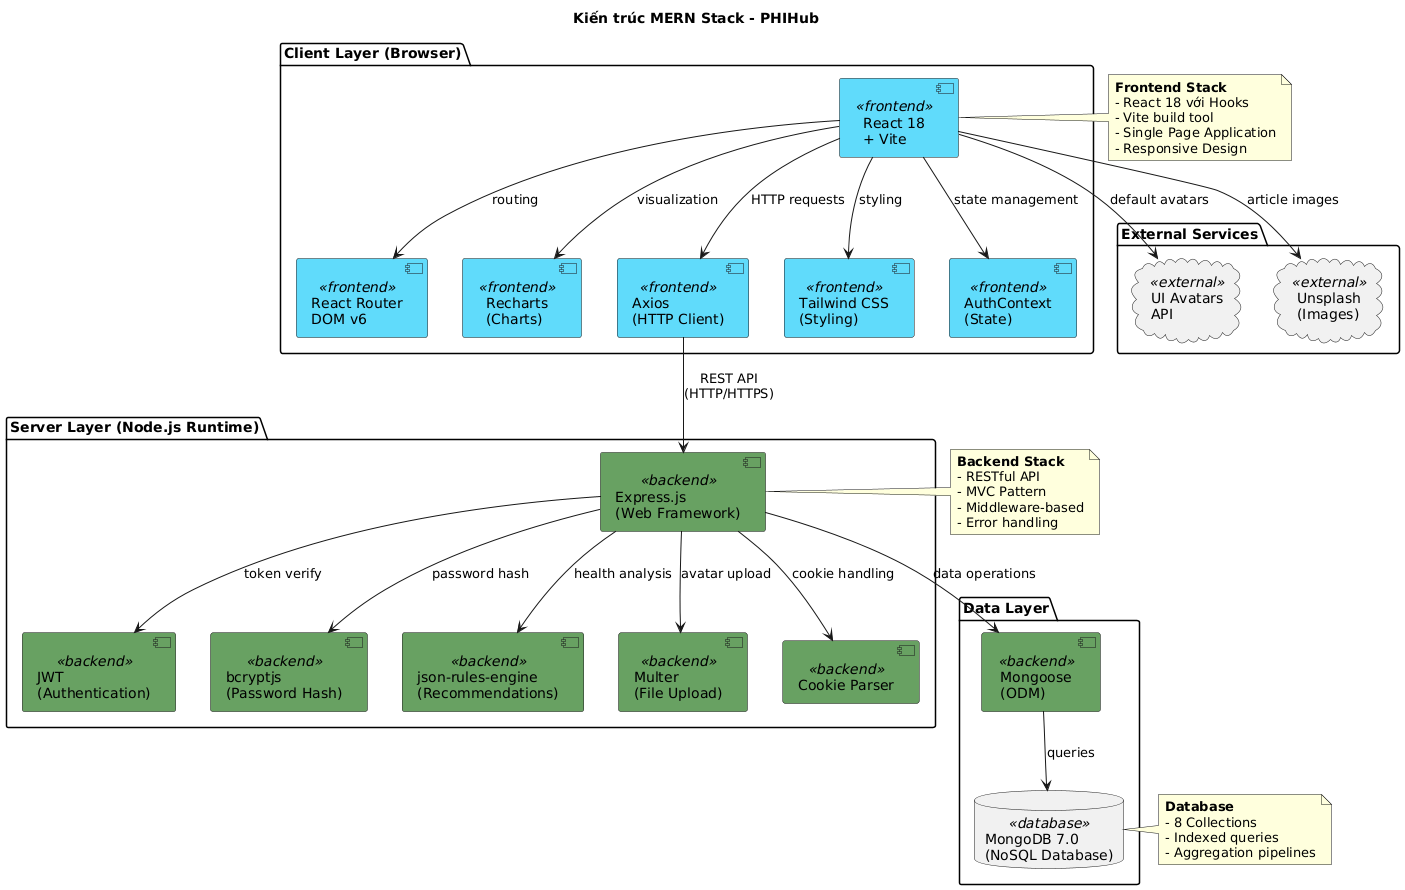 Kiến trúc MERN Stack - PHIHub
Client Layer (Browser)
«frontend»
React 18
+ Vite
Frontend Stack
- React 18 với Hooks
- Vite build tool
- Single Page Application
- Responsive Design
routing
visualization
HTTP requests
styling
state management
default avatars
article images
External Services
«frontend»
React Router
DOM v6
«frontend»
Recharts
(Charts)
«frontend»
Axios
(HTTP Client)
«frontend»
Tailwind CSS
(Styling)
«frontend»
AuthContext
(State)
«external»
UI Avatars
API
«external»
Unsplash
(Images)
REST API
(HTTP/HTTPS)
Server Layer (Node.js Runtime)
«backend»
Express.js
(Web Framework)
Backend Stack
- RESTful API
- MVC Pattern
- Middleware-based
- Error handling
token verify
password hash
health analysis
avatar upload
cookie handling
data operations
Data Layer
«backend»
JWT
(Authentication)
«backend»
bcryptjs
(Password Hash)
«backend»
json-rules-engine
(Recommendations)
«backend»
Multer
(File Upload)
«backend»
Cookie Parser
«backend»
Mongoose
(ODM)
queries
«database»
MongoDB 7.0
(NoSQL Database)
Database
- 8 Collections
- Indexed queries
- Aggregation pipelines